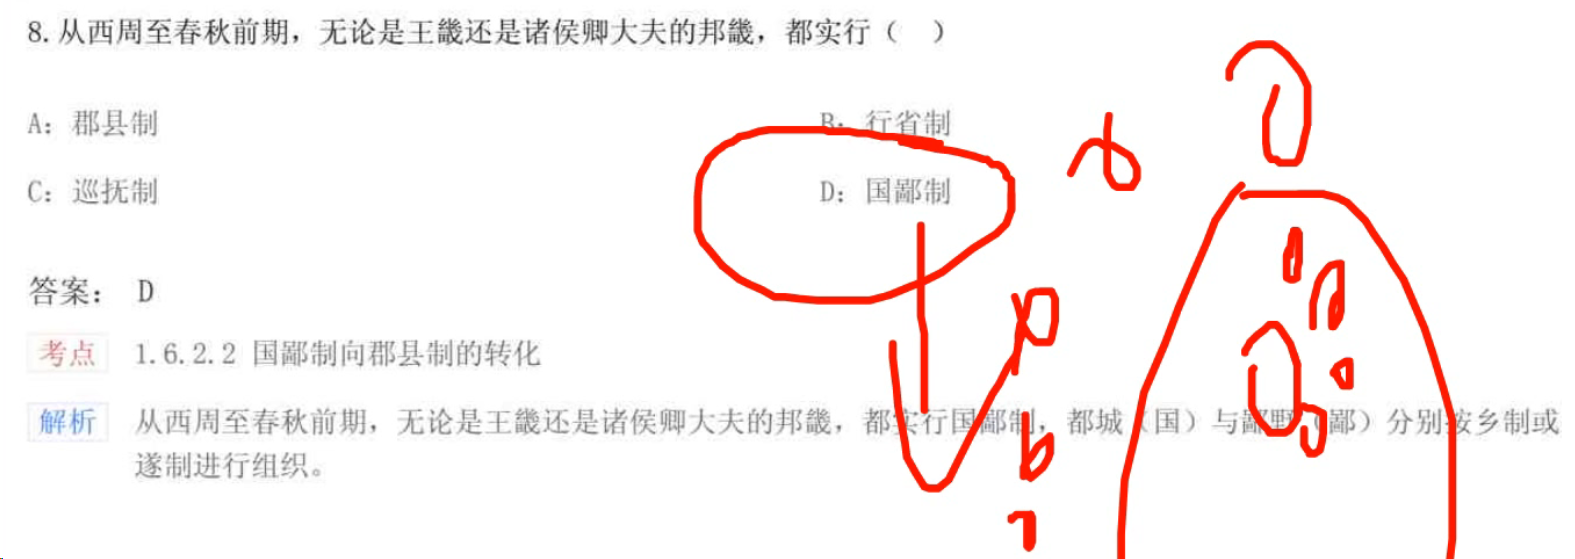 8.从西周至春秋前期，无论是王畿还是诸侯卿大夫的邦畿，都实行（ ）
A：郡县制
B：行省制
C：巡抚制
D：国鄙制
答案： D
考点 1.6.2.2 国鄙制向郡县制的转化
解析 从西周至春秋前期，无论是王畿还是诸侯卿大夫的邦畿，都实行国鄙制，都城（国）与鄙野（鄙）分别按乡制或
遂制进行组织。